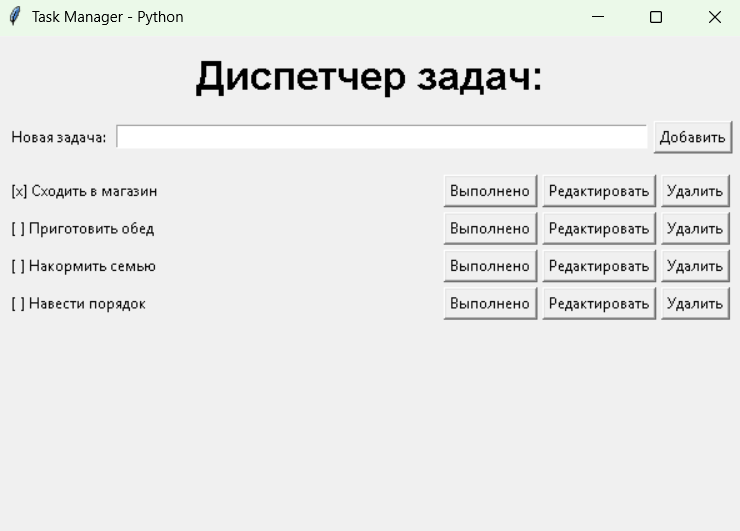 Task Manager - Python
Диспетчер задач:
Новая задача: Добавить
[x] Сходить в магазин Выполнено Редактировать Удалить
[ ] Приготовить обед Выполнено Редактировать Удалить
[ ] Накормить семью Выполнено Редактировать Удалить
[ ] Навести порядок Выполнено Редактировать Удалить